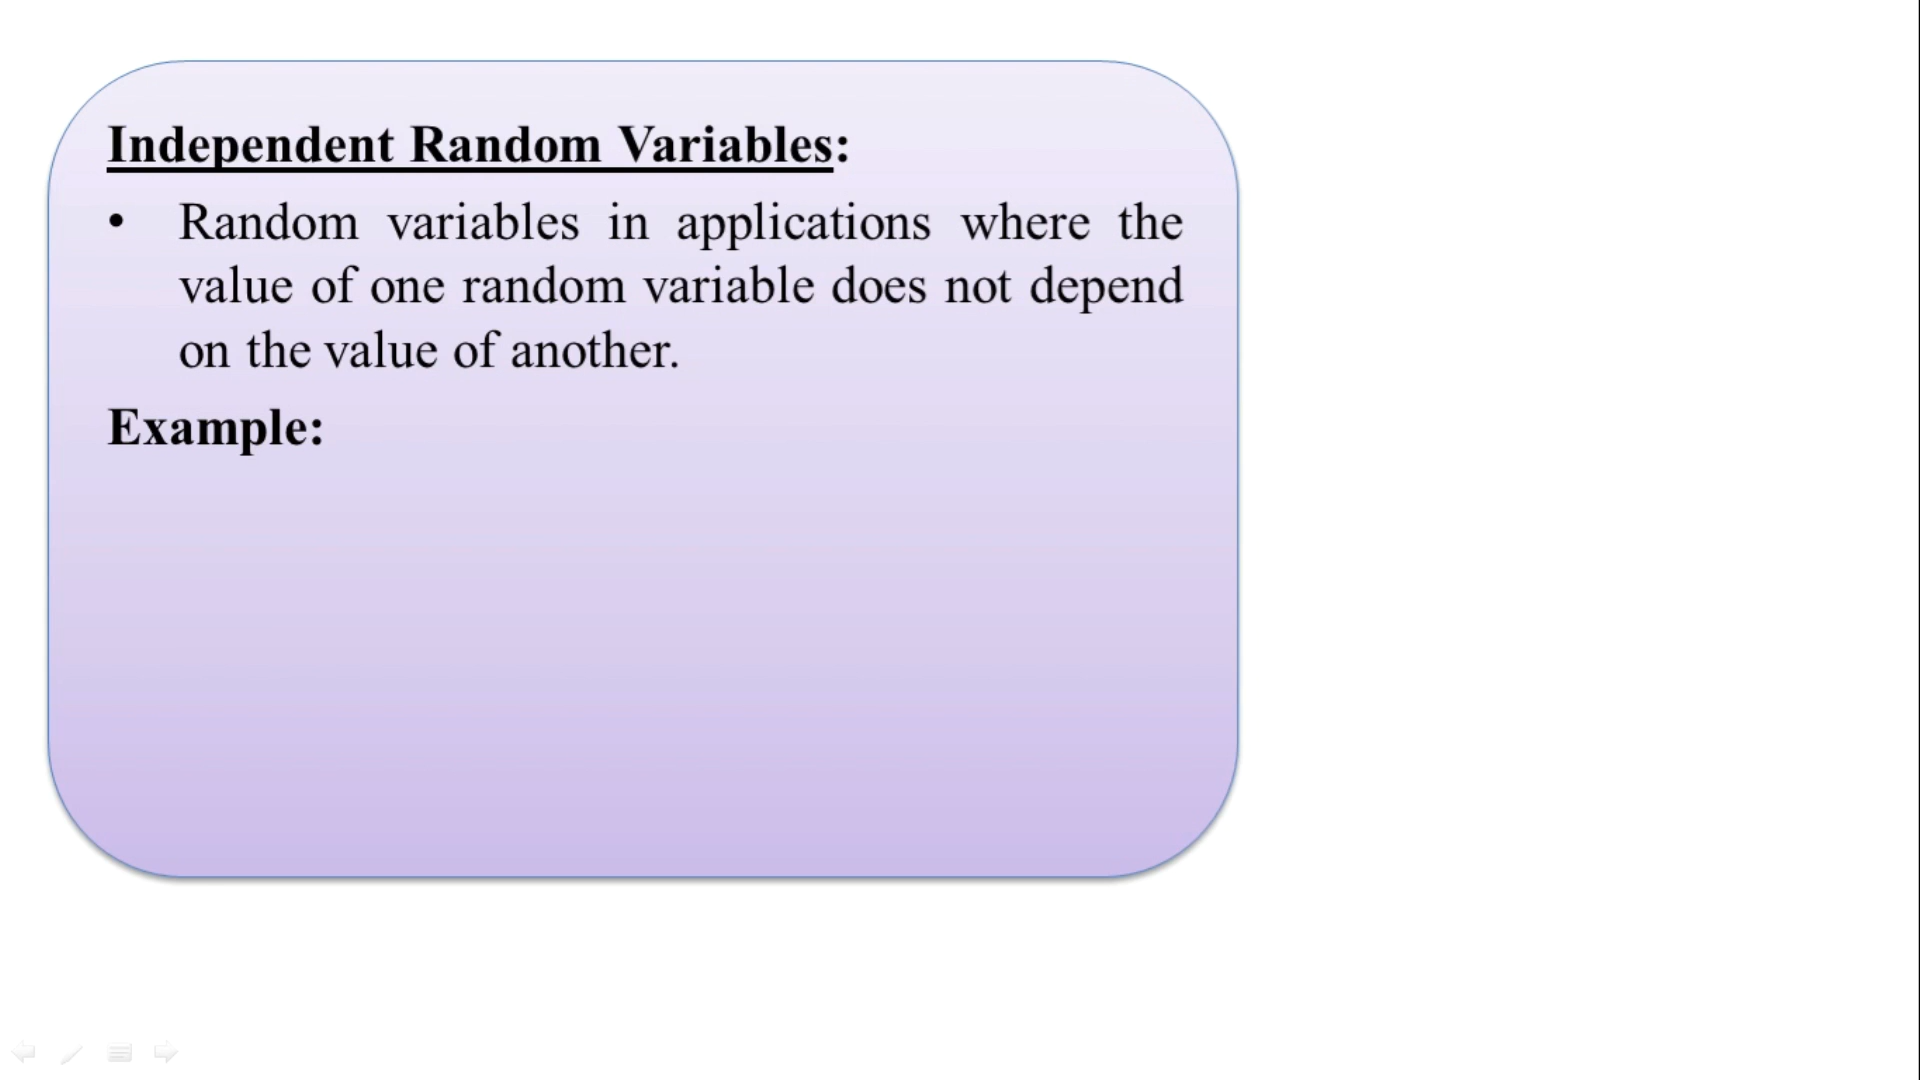 Independent Random Variables:
• Random variables in applications where the
value of one random variable does not depend
on the value of another.
Example: